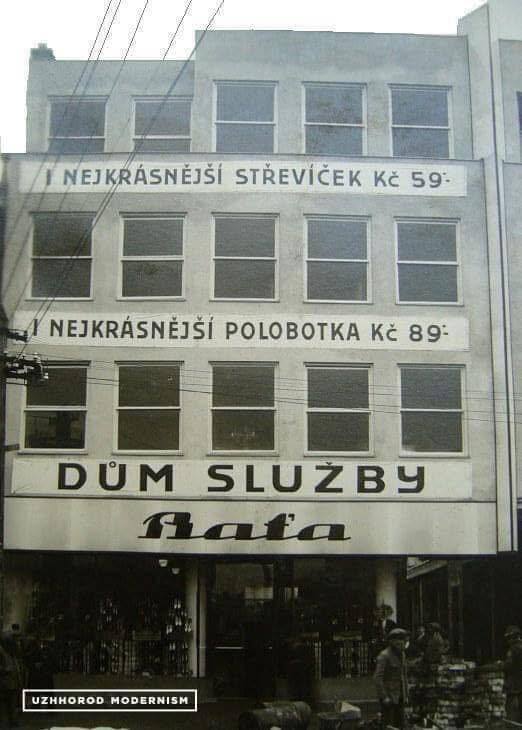 I NEJKRÁSNĚJŠÍ STŘEVÍČEK Kč 59·-
I NEJKRÁSNĚJŠÍ POLOBOTKA Kč 89·-
DŮM SLUŽBY
Baťa
UZHHOROD MODERNISM